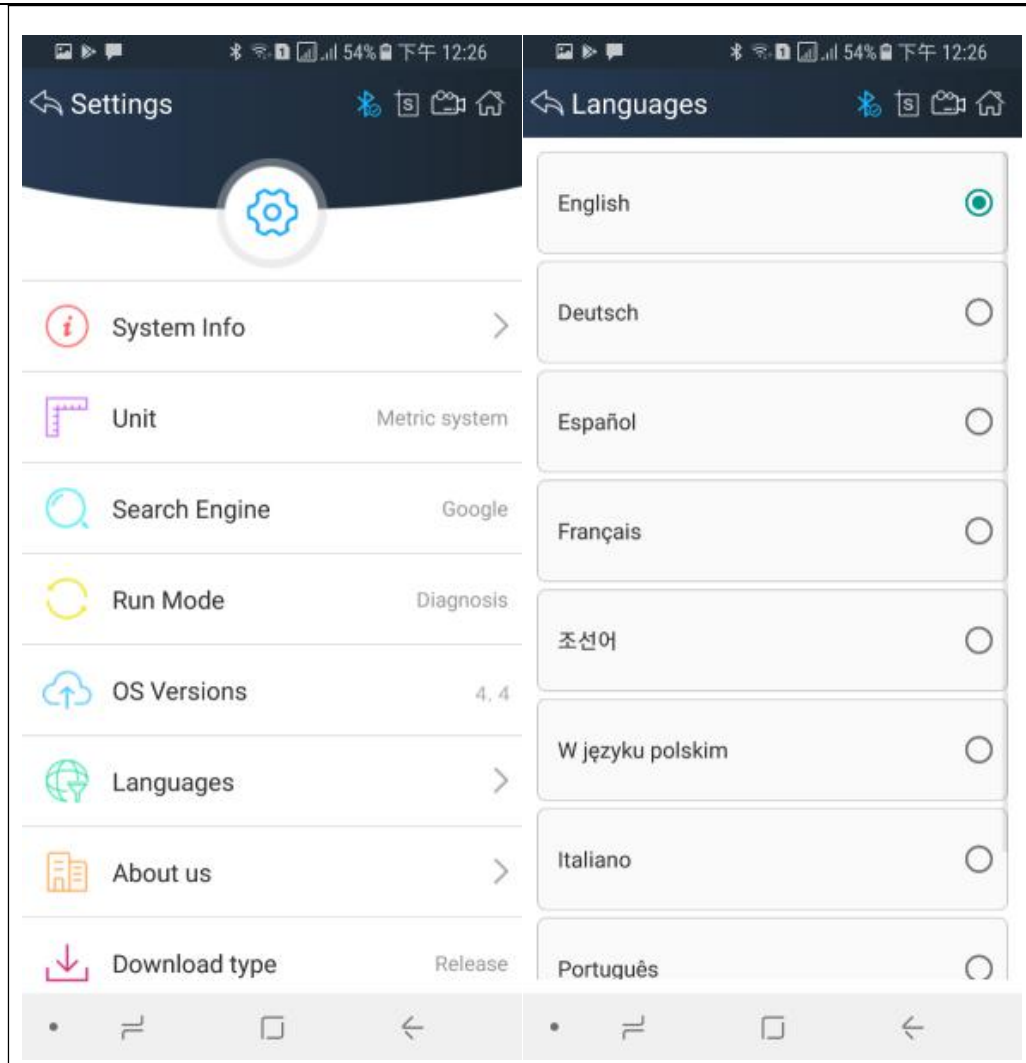 54% 下午 12:26
Settings
System Info
Unit
Metric system
Search Engine
Google
Run Mode
Diagnosis
OS Versions
4. 4
Languages
About us
Download type
Release
54% 下午 12:26
Languages
English
Deutsch
Español
Français
조선어
W języku polskim
Italiano
Português